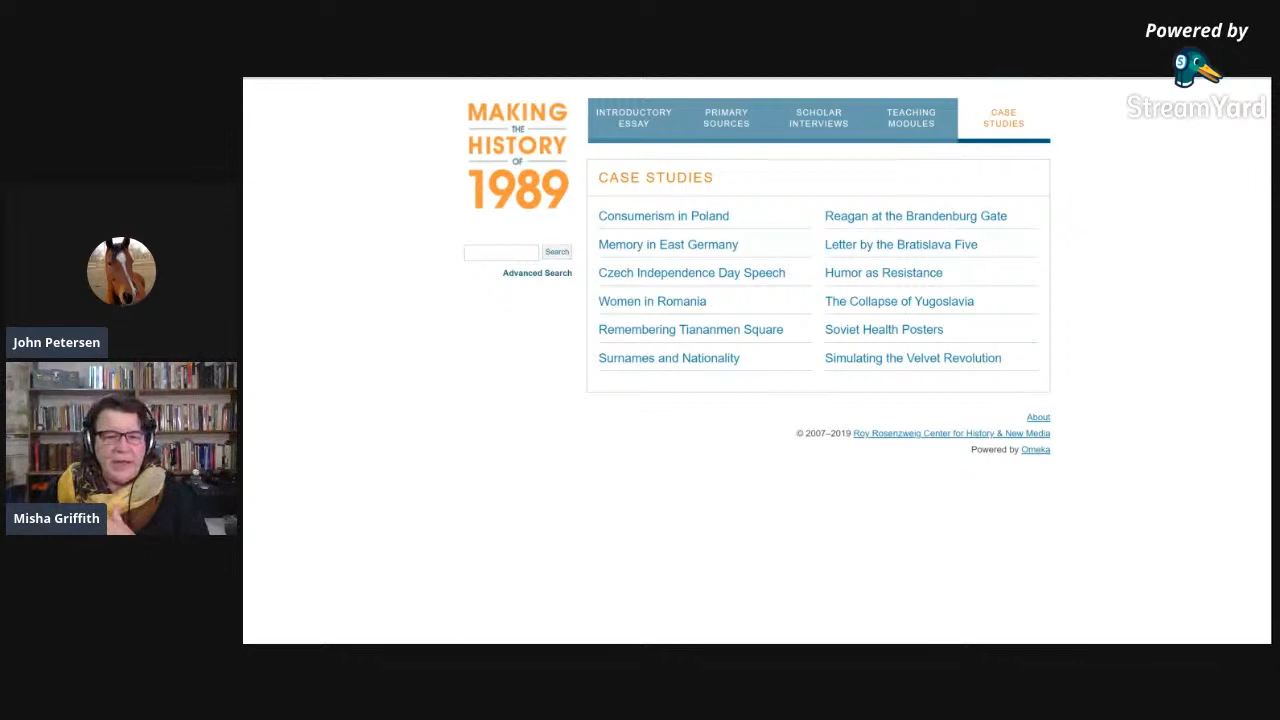 Powered by
StreamYard
MAKING
THE
HISTORY
OF
1989
INTRODUCTORY
ESSAY
PRIMARY
SOURCES
SCHOLAR
INTERVIEWS
TEACHING
MODULES
CASE
STUDIES
Search
Advanced Search
CASE STUDIES
Consumerism in Poland
Memory in East Germany
Czech Independence Day Speech
Women in Romania
Remembering Tiananmen Square
Surnames and Nationality
Reagan at the Brandenburg Gate
Letter by the Bratislava Five
Humor as Resistance
The Collapse of Yugoslavia
Soviet Health Posters
Simulating the Velvet Revolution
About
© 2007–2019 Roy Rosenzweig Center for History & New Media
Powered by Omeka
John Petersen
Misha Griffith